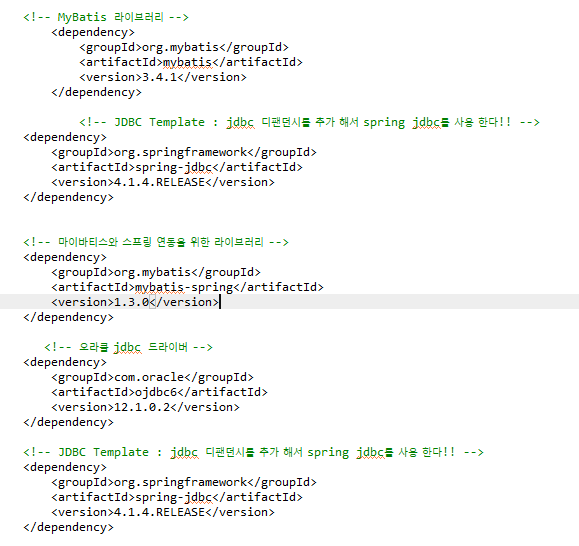 <!-- MyBatis 라이브러리 -->
<dependency>
<groupId>org.mybatis</groupId>
<artifactId>mybatis</artifactId>
<version>3.4.1</version>
</dependency>
<!-- JDBC Template : jdbc 디팬던시를 추가 해서 spring jdbc를 사용 한다!! -->
<dependency>
<groupId>org.springframework</groupId>
<artifactId>spring-jdbc</artifactId>
<version>4.1.4.RELEASE</version>
</dependency>
<!-- 마이바티스와 스프링 연동을 위한 라이브러리 -->
<dependency>
<groupId>org.mybatis</groupId>
<artifactId>mybatis-spring</artifactId>
<version>1.3.0</version>
</dependency>
<!-- 오라클 jdbc 드라이버 -->
<dependency>
<groupId>com.oracle</groupId>
<artifactId>ojdbc6</artifactId>
<version>12.1.0.2</version>
</dependency>
<!-- JDBC Template : jdbc 디팬던시를 추가 해서 spring jdbc를 사용 한다!! -->
<dependency>
<groupId>org.springframework</groupId>
<artifactId>spring-jdbc</artifactId>
<version>4.1.4.RELEASE</version>
</dependency>